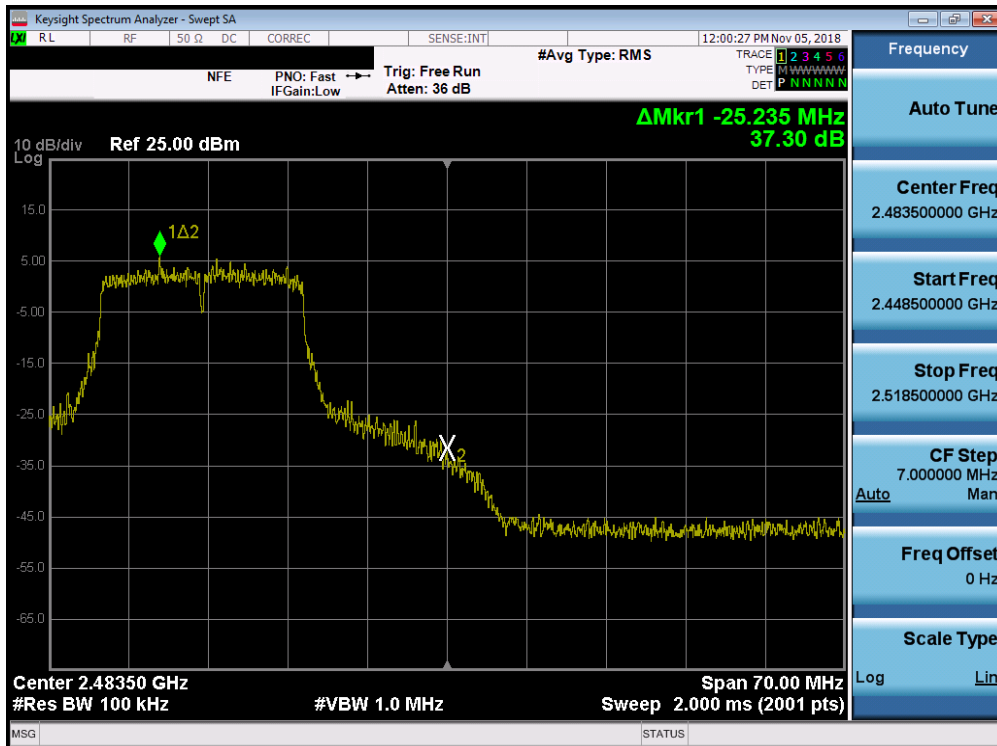 Keysight Spectrum Analyzer - Swept SA
LXI RL RF 50 Ω DC CORREC SENSE:INT 12:00:27 PM Nov 05, 2018
#Avg Type: RMS
TRACE 1 2 3 4 5 6
TYPE M WWWWW
DET P N N N N N
NFE PNO: Fast Trig: Free Run
IFGain:Low Atten: 36 dB
ΔMkr1 -25.235 MHz
37.30 dB
10 dB/div Ref 25.00 dBm
Log
15.0
5.00
-5.00
-15.0
-25.0
-35.0
-45.0
-55.0
-65.0
1Δ2
X2
Center 2.48350 GHz Span 70.00 MHz
#Res BW 100 kHz #VBW 1.0 MHz Sweep 2.000 ms (2001 pts)
MSG STATUS
Frequency
Auto Tune
Center Freq
2.483500000 GHz
Start Freq
2.448500000 GHz
Stop Freq
2.518500000 GHz
CF Step
7.000000 MHz
Auto Man
Freq Offset
0 Hz
Scale Type
Log Lin